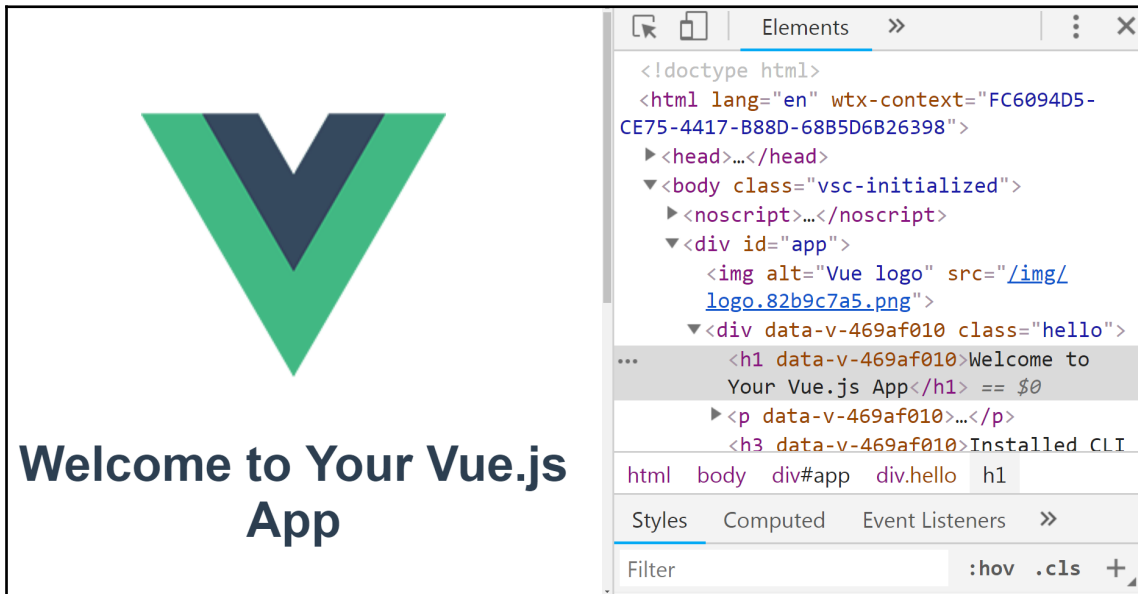 Welcome to Your Vue.js
App
Elements »
<!doctype html>
<html lang="en" wtx-context="FC6094D5-
CE75-4417-B88D-68B5D6B26398">
<head>…</head>
<body class="vsc-initialized">
<noscript>…</noscript>
<div id="app">
<img alt="Vue logo" src="/img/
logo.82b9c7a5.png">
<div data-v-469af010 class="hello">
<h1 data-v-469af010>Welcome to
Your Vue.js App</h1> == $0
<p data-v-469af010>…</p>
<h3 data-v-469af010>Installed CLI
html body div#app div.hello h1
Styles Computed Event Listeners »
Filter :hov .cls +